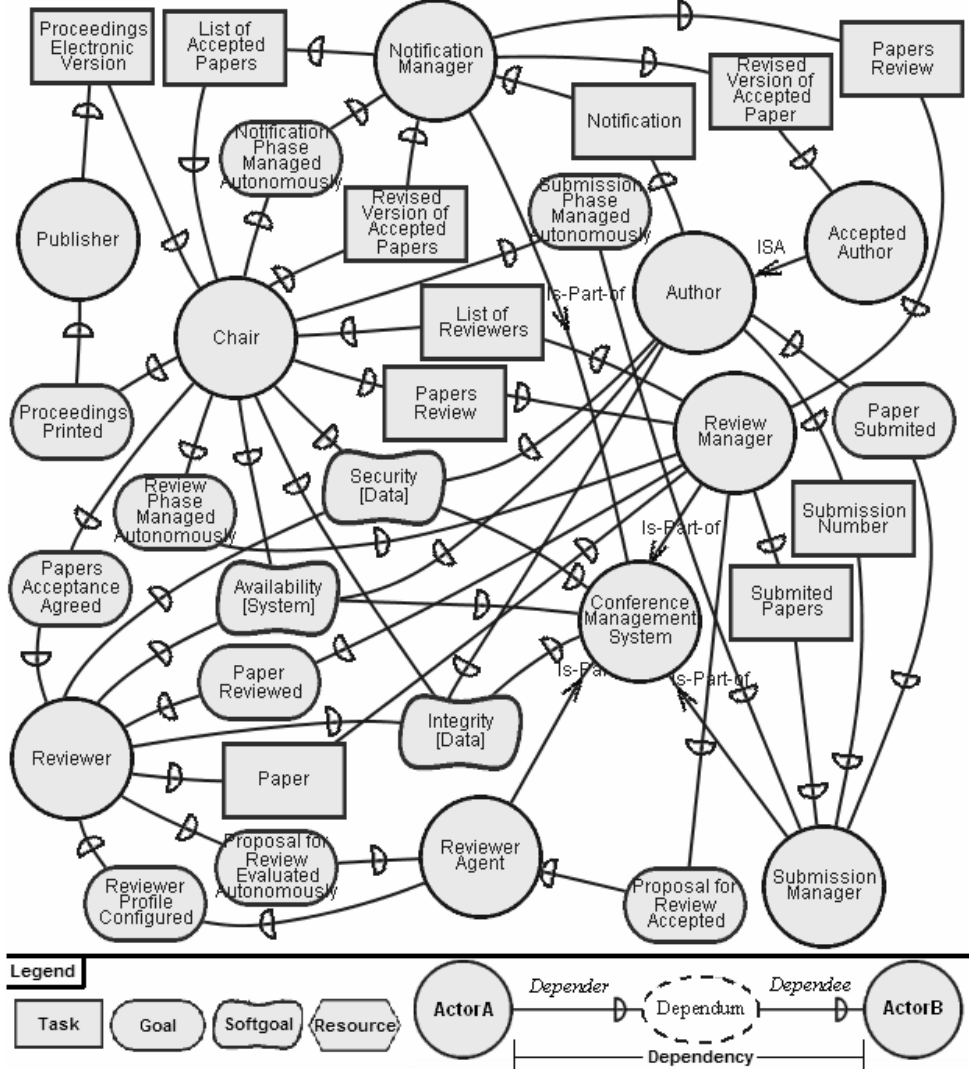 Proceedings
Electronic
Version
List of
Accepted
Papers
Notification
Manager
Papers
Review
Revised
Version of
Accepted
Paper
Notification
Notification
Phase
Managed
Autonomously
Submission
Phase
Managed
Autonomously
Revised
Version of
Accepted
Papers
Publisher
Accepted
Author
ISA
Author
Is-Part-of
Chair
List of
Reviewers
Papers
Review
Review
Manager
Paper
Submited
Proceedings
Printed
Security
[Data]
Review
Phase
Managed
Autonomously
Submission
Number
Is-Part-of
Papers
Acceptance
Agreed
Availability
[System]
Conference
Management
System
Submited
Papers
Paper
Reviewed
Is-Par
Is-Part-of
Integrity
[Data]
Reviewer
Paper
Proposal for
Review
Evaluated
Autonomously
Reviewer
Agent
Reviewer
Profile
Configured
Proposal for
Review
Accepted
Submission
Manager
Legend
Task
Goal
Softgoal
Resource
ActorA
Depender
Dependum
Dependee
ActorB
Dependency